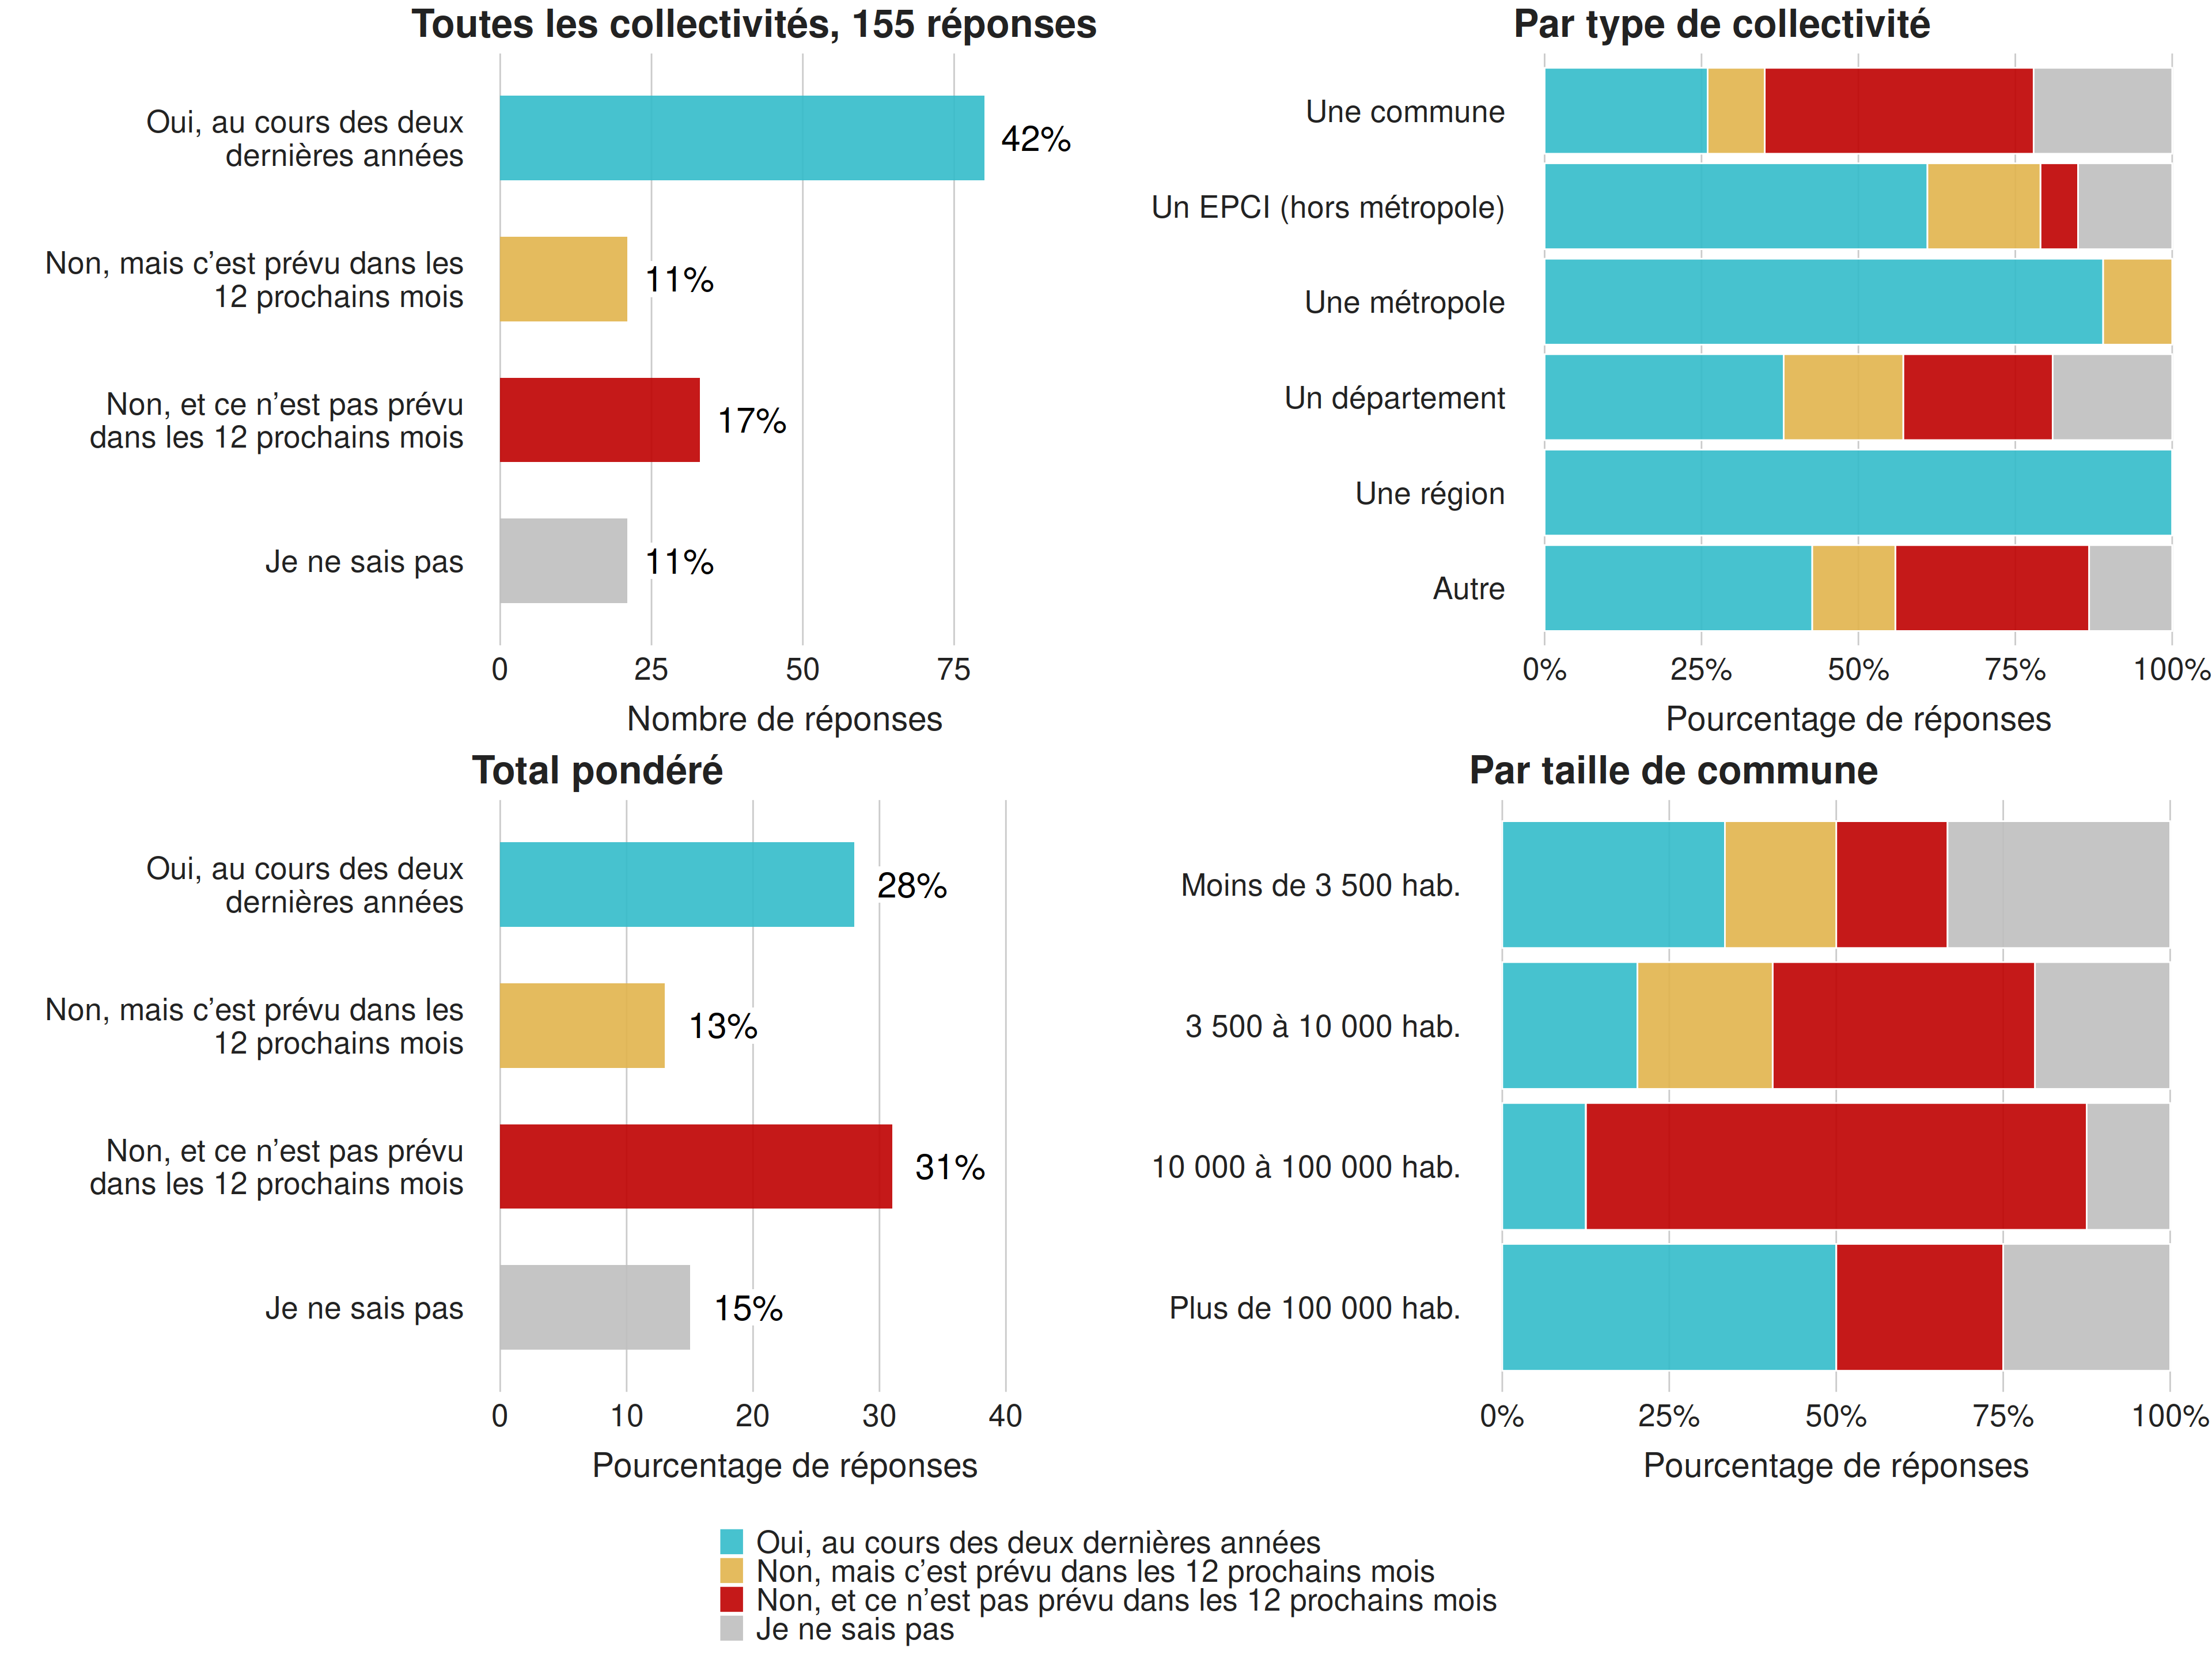 Toutes les collectivités, 155 réponses
Oui, au cours des deux
dernières années
42%
Non, mais c’est prévu dans les
12 prochains mois
11%
Non, et ce n’est pas prévu
dans les 12 prochains mois
17%
Je ne sais pas
11%
0 25 50 75
Nombre de réponses
Par type de collectivité
Une commune
Un EPCI (hors métropole)
Une métropole
Un département
Une région
Autre
0% 25% 50% 75% 100%
Pourcentage de réponses
Total pondéré
Oui, au cours des deux
dernières années
28%
Non, mais c’est prévu dans les
12 prochains mois
13%
Non, et ce n’est pas prévu
dans les 12 prochains mois
31%
Je ne sais pas
15%
0 10 20 30 40
Pourcentage de réponses
Par taille de commune
Moins de 3 500 hab.
3 500 à 10 000 hab.
10 000 à 100 000 hab.
Plus de 100 000 hab.
0% 25% 50% 75% 100%
Pourcentage de réponses
Oui, au cours des deux dernières années
Non, mais c’est prévu dans les 12 prochains mois
Non, et ce n’est pas prévu dans les 12 prochains mois
Je ne sais pas